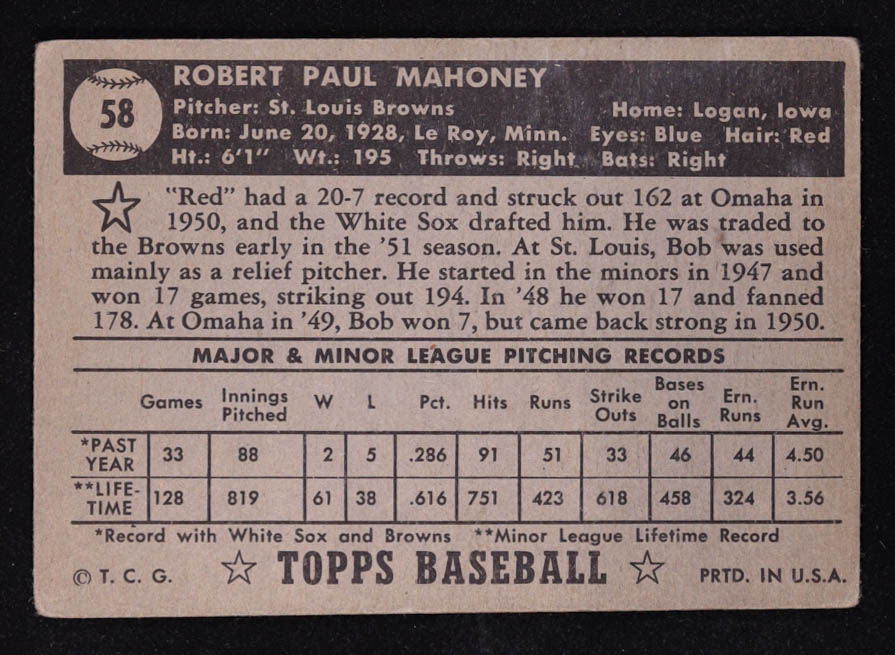 58
ROBERT PAUL MAHONEY
Pitcher: St. Louis Browns Home: Logan, Iowa
Born: June 20, 1928, Le Roy, Minn. Eyes: Blue Hair: Red
Ht.: 6'1" Wt.: 195 Throws: Right Bats: Right
"Red" had a 20-7 record and struck out 162 at Omaha in
1950, and the White Sox drafted him. He was traded to
the Browns early in the '51 season. At St. Louis, Bob was used
mainly as a relief pitcher. He started in the minors in 1947 and
won 17 games, striking out 194. In '48 he won 17 and fanned
178. At Omaha in '49, Bob won 7, but came back strong in 1950.
MAJOR & MINOR LEAGUE PITCHING RECORDS
Games Innings Pitched W L Pct. Hits Runs Strike Outs Bases on Balls Ern. Runs Ern. Run Avg.
*PAST YEAR 33 88 2 5 .286 91 51 33 46 44 4.50
**LIFE-TIME 128 819 61 38 .616 751 423 618 458 324 3.56
*Record with White Sox and Browns **Minor League Lifetime Record
© T. C. G. TOPPS BASEBALL PRTD. IN U.S.A.